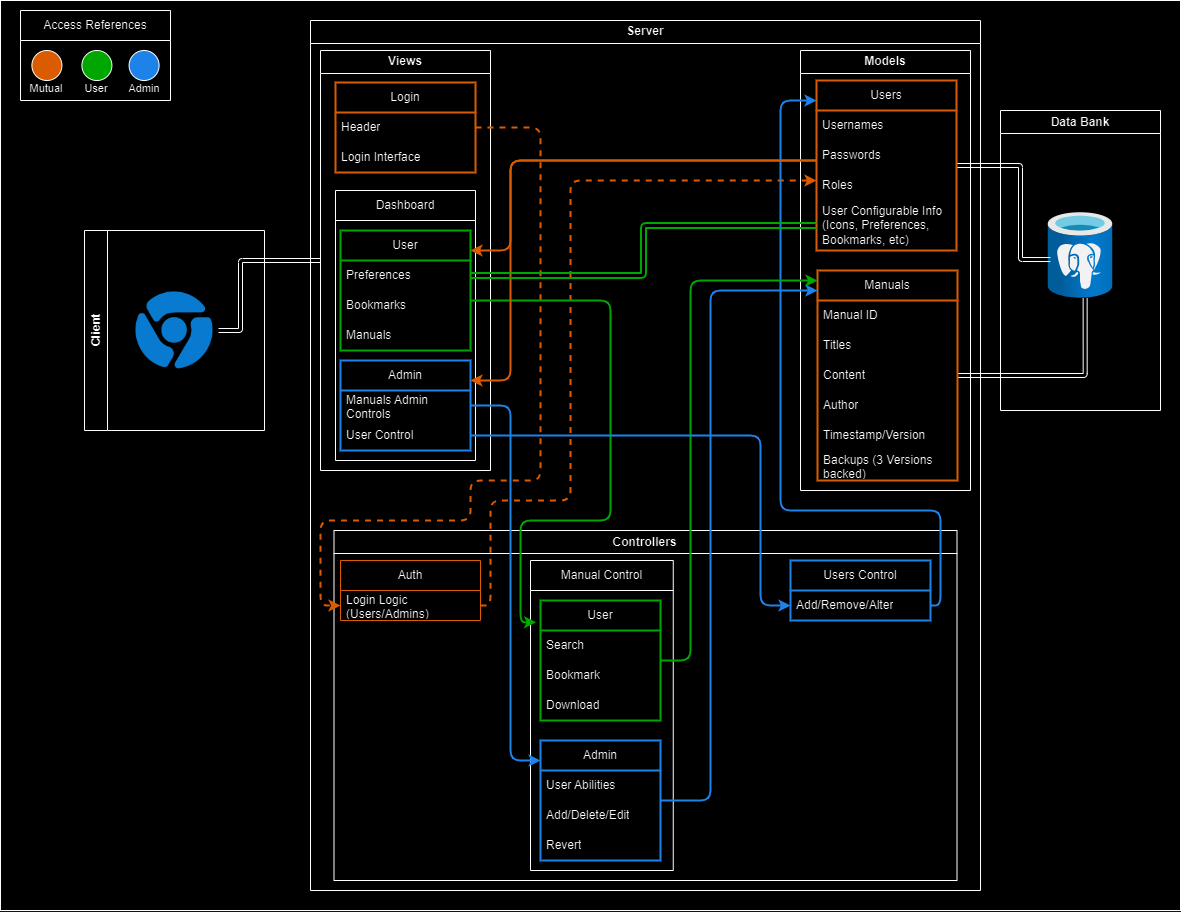 Access References
Mutual
User
Admin
Server
Views
Login
Header
Login Interface
Dashboard
User
Preferences
Bookmarks
Manuals
Admin
Manuals Admin
Controls
User Control
Models
Users
Usernames
Passwords
Roles
User Configurable Info
(Icons, Preferences,
Bookmarks, etc)
Manuals
Manual ID
Titles
Content
Author
Timestamp/Version
Backups (3 Versions
backed)
Data Bank
Client
Controllers
Auth
Login Logic
(Users/Admins)
Manual Control
User
Search
Bookmark
Download
Admin
User Abilities
Add/Delete/Edit
Revert
Users Control
Add/Remove/Alter